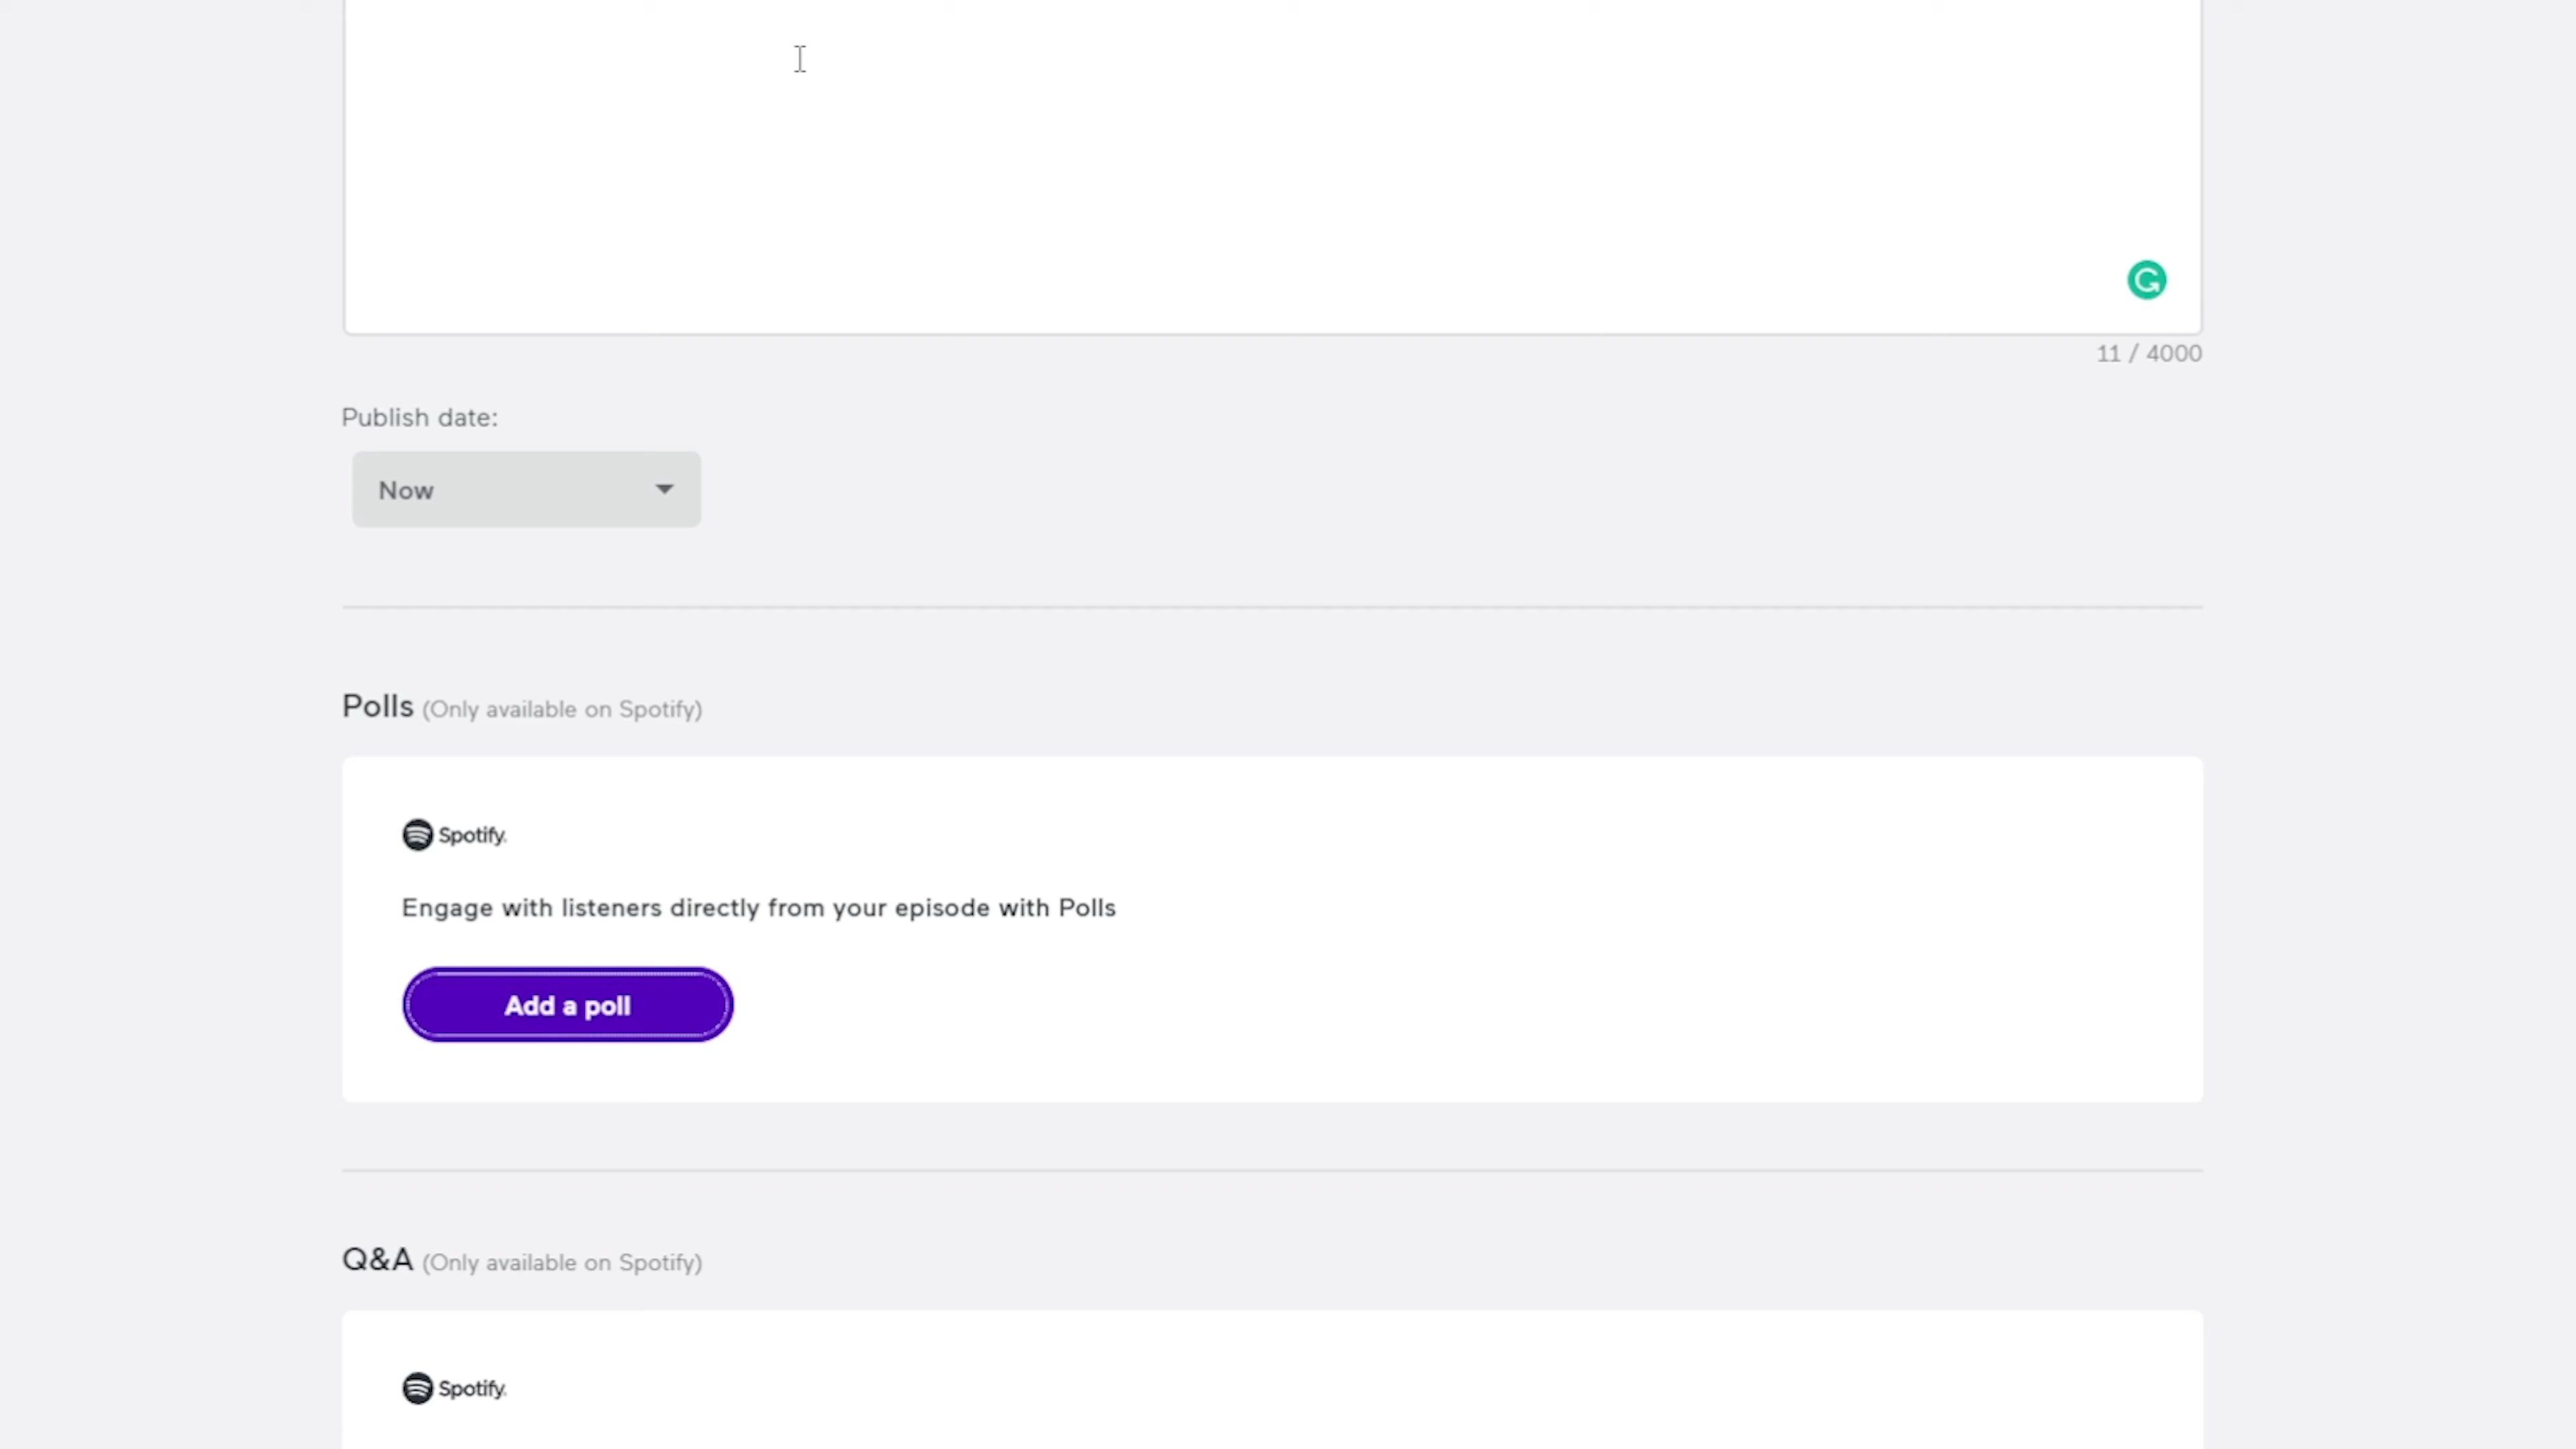 11 / 4000
Publish date:
Now
Polls (Only available on Spotify)
Spotify
Engage with listeners directly from your episode with Polls
Add a poll
Q&A (Only available on Spotify)
Spotify